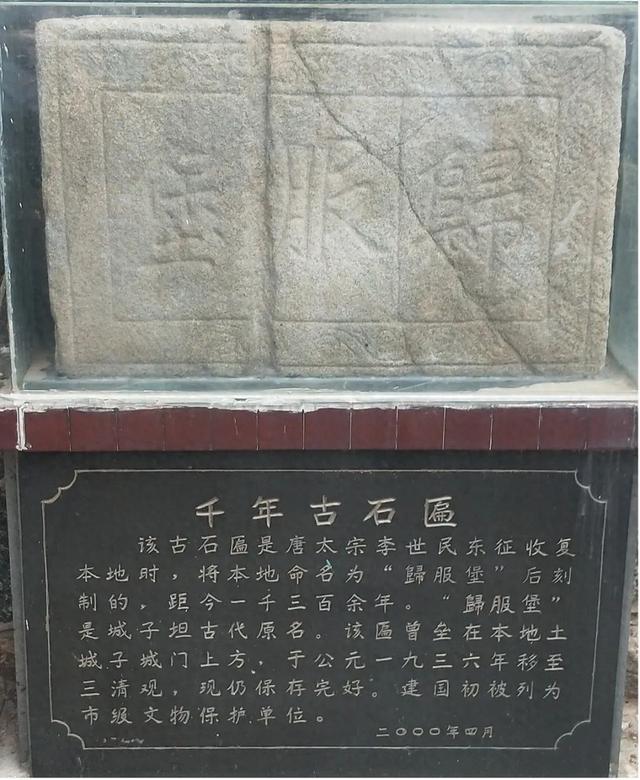 歸服堡
千年古石匾
该古石匾是唐太宗李世民东征收复
本地时，将本地命名为“歸服堡”后刻
制的，距今一千三百余年。“歸服堡”
是城子坦古代原名。该匾曾垒在本地土
城子城门上方，于公元一九三六年移至
三清观，现仍保存完好。建国初被列为
市级文物保护单位。
二〇〇〇年四月